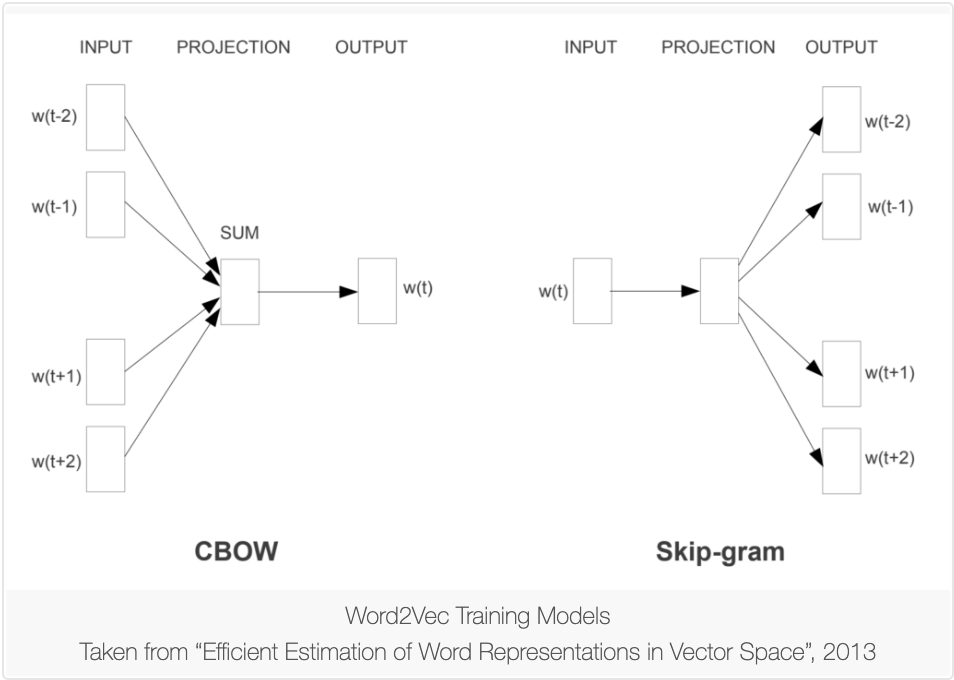 INPUT PROJECTION OUTPUT
w(t-2)
w(t-1)
SUM
w(t)
w(t+1)
w(t+2)
CBOW
INPUT PROJECTION OUTPUT
w(t-2)
w(t-1)
w(t)
w(t+1)
w(t+2)
Skip-gram
Word2Vec Training Models
Taken from “Efficient Estimation of Word Representations in Vector Space”, 2013